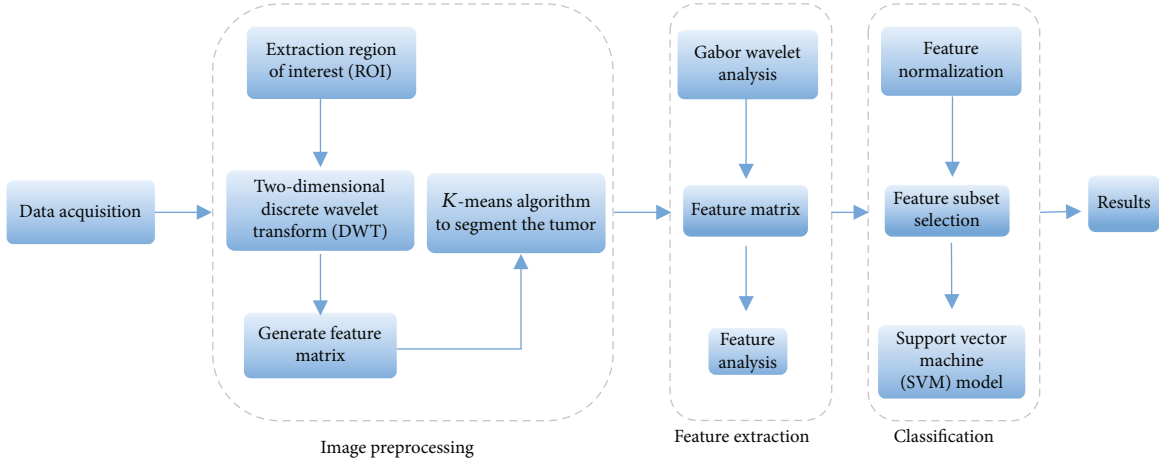 Data acquisition
Extraction region
of interest (ROI)
Two-dimensional
discrete wavelet
transform (DWT)
Generate feature
matrix
K-means algorithm
to segment the tumor
Image preprocessing
Gabor wavelet
analysis
Feature matrix
Feature
analysis
Feature extraction
Feature
normalization
Feature subset
selection
Support vector
machine
(SVM) model
Classification
Results